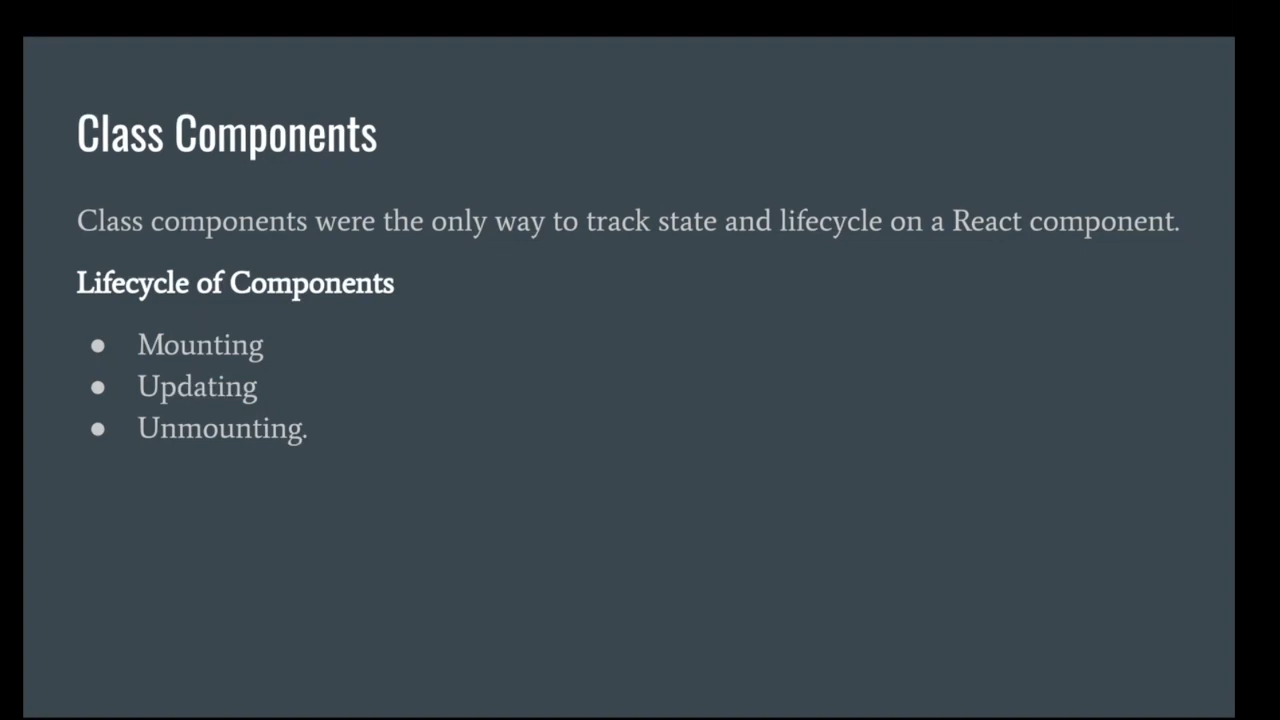 Class Components
Class components were the only way to track state and lifecycle on a React component.
Lifecycle of Components
● Mounting
● Updating
● Unmounting.